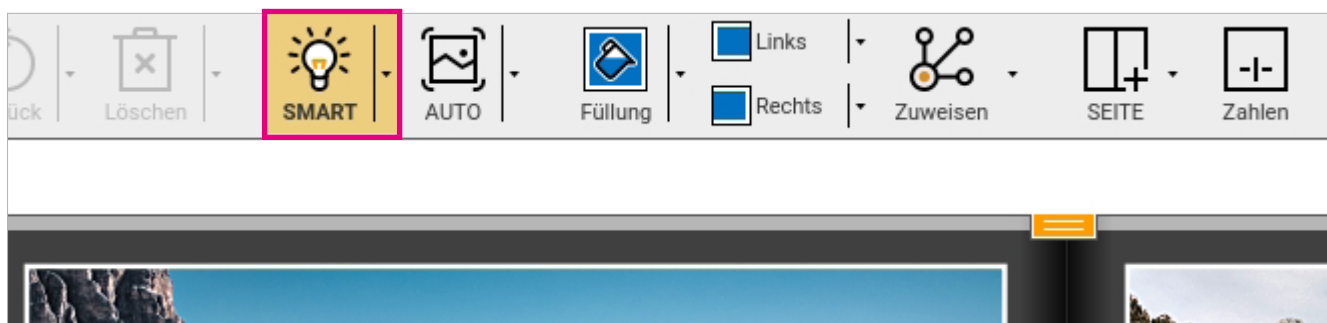 ück
Löschen
SMART
AUTO
Füllung
Links
Rechts
Zuweisen
SEITE
Zahlen